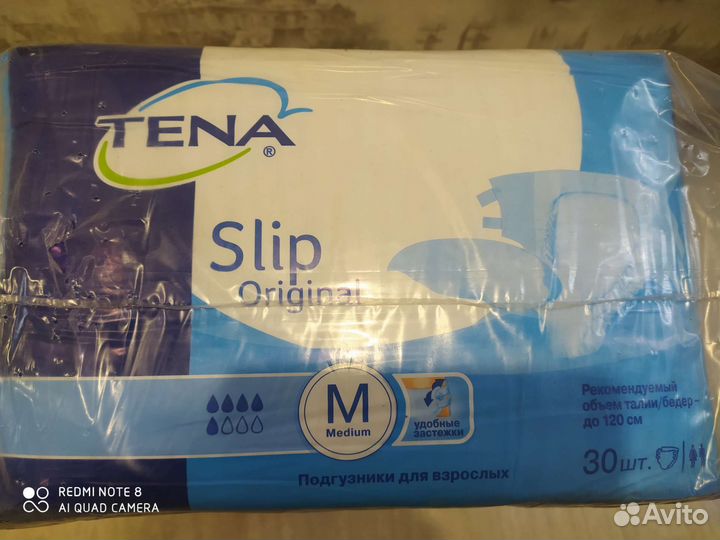 TENA®
Slip
Original
M
Medium
удобные
застежки
Рекомендуемый
объем талии/бедер -
до 120 см
30шт.
Подгузники для взрослых
REDMI NOTE 8
AI QUAD CAMERA
Avito